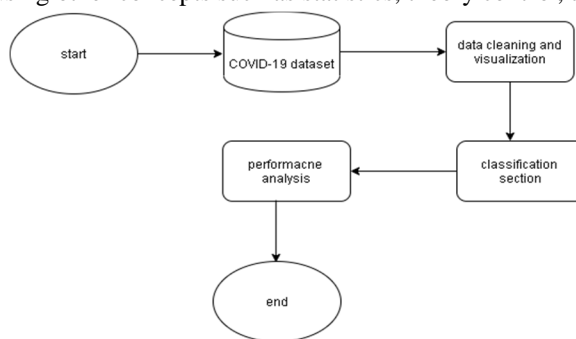 start
COVID-19 dataset
data cleaning and
visualization
performacne
analysis
classification
section
end